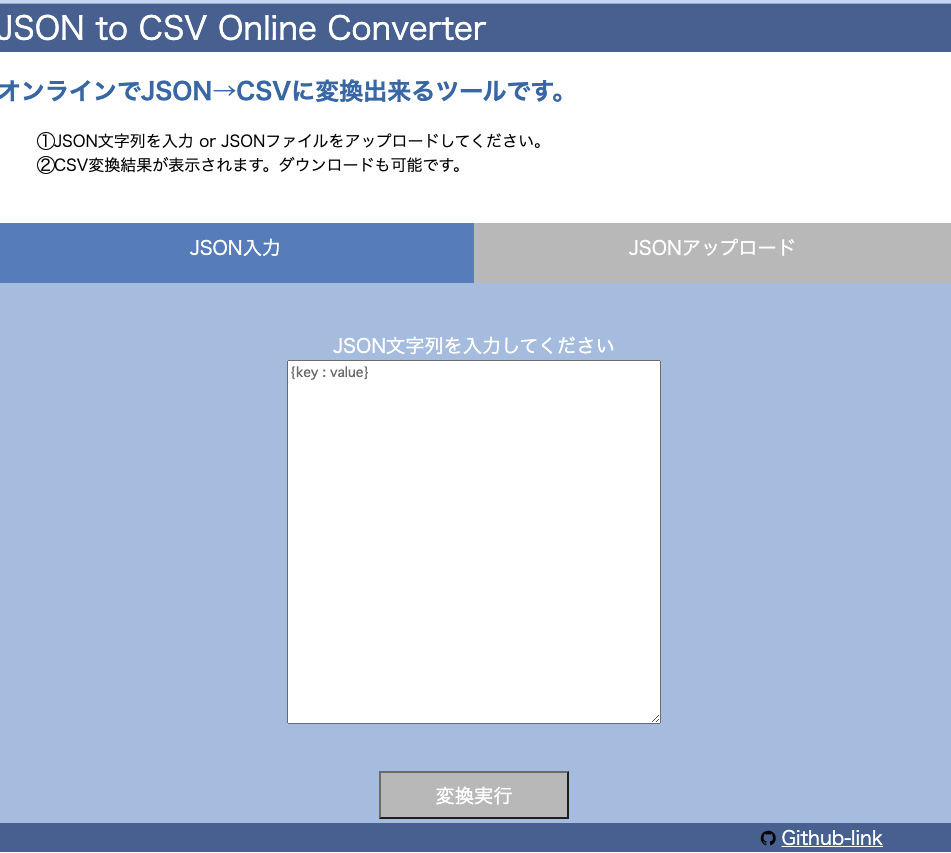 JSON to CSV Online Converter
オンラインでJSON→CSVに変換出来るツールです。
①JSON文字列を入力 or JSONファイルをアップロードしてください。
②CSV変換結果が表示されます。ダウンロードも可能です。
JSON入力
JSONアップロード
JSON文字列を入力してください
{key : value}
変換実行
Github-link